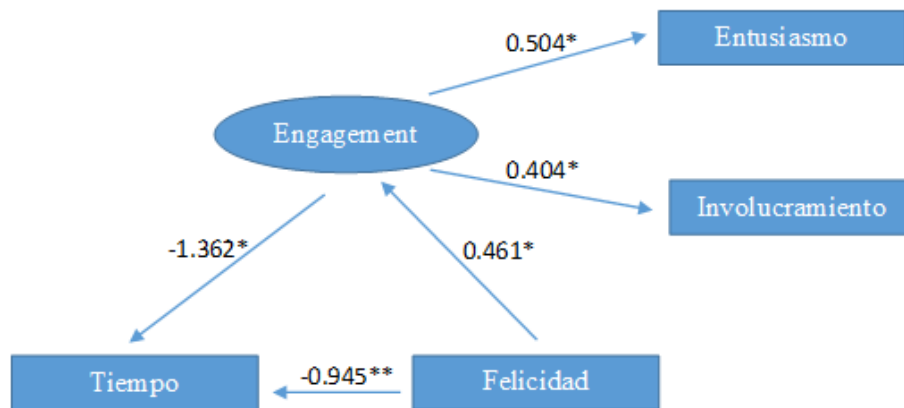 0.504*
Entusiasmo
Engagement
0.404*
Involucramiento
-1.362*
0.461*
Tiempo
-0.945**
Felicidad